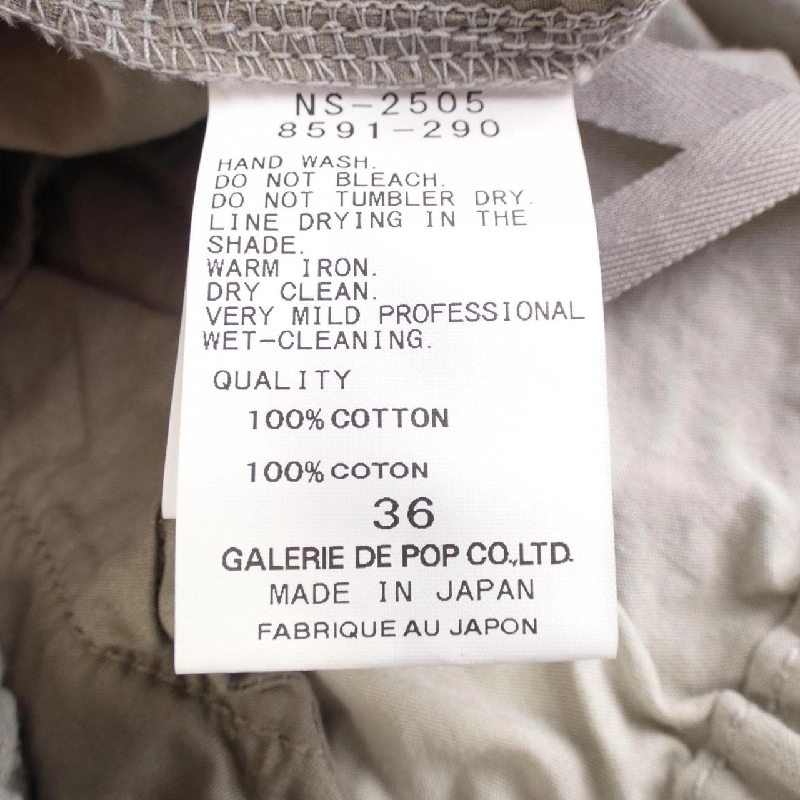 NS-2505
8591-290
HAND WASH.
DO NOT BLEACH.
DO NOT TUMBLER DRY.
LINE DRYING IN THE
SHADE.
WARM IRON.
DRY CLEAN.
VERY MILD PROFESSIONAL
WET-CLEANING.
QUALITY
100% COTTON
100% COTON
36
GALERIE DE POP CO.,LTD.
MADE IN JAPAN
FABRIQUE AU JAPON